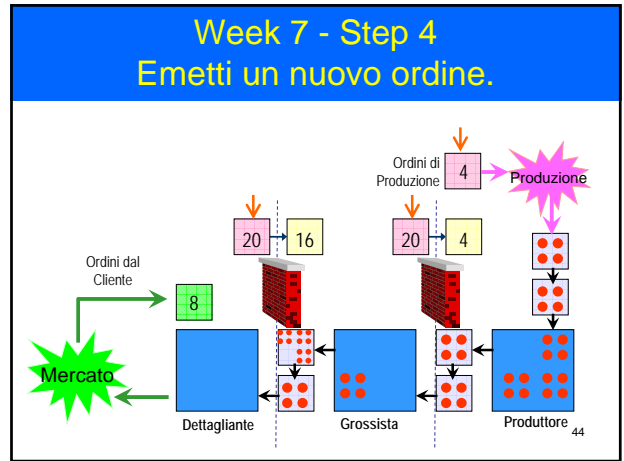 Week 7 - Step 4
Emetti un nuovo ordine.
Ordini di
Produzione
4
Produzione
20
16
20
4
Ordini dal
Cliente
8
Mercato
Dettagliante
Grossista
Produttore
44